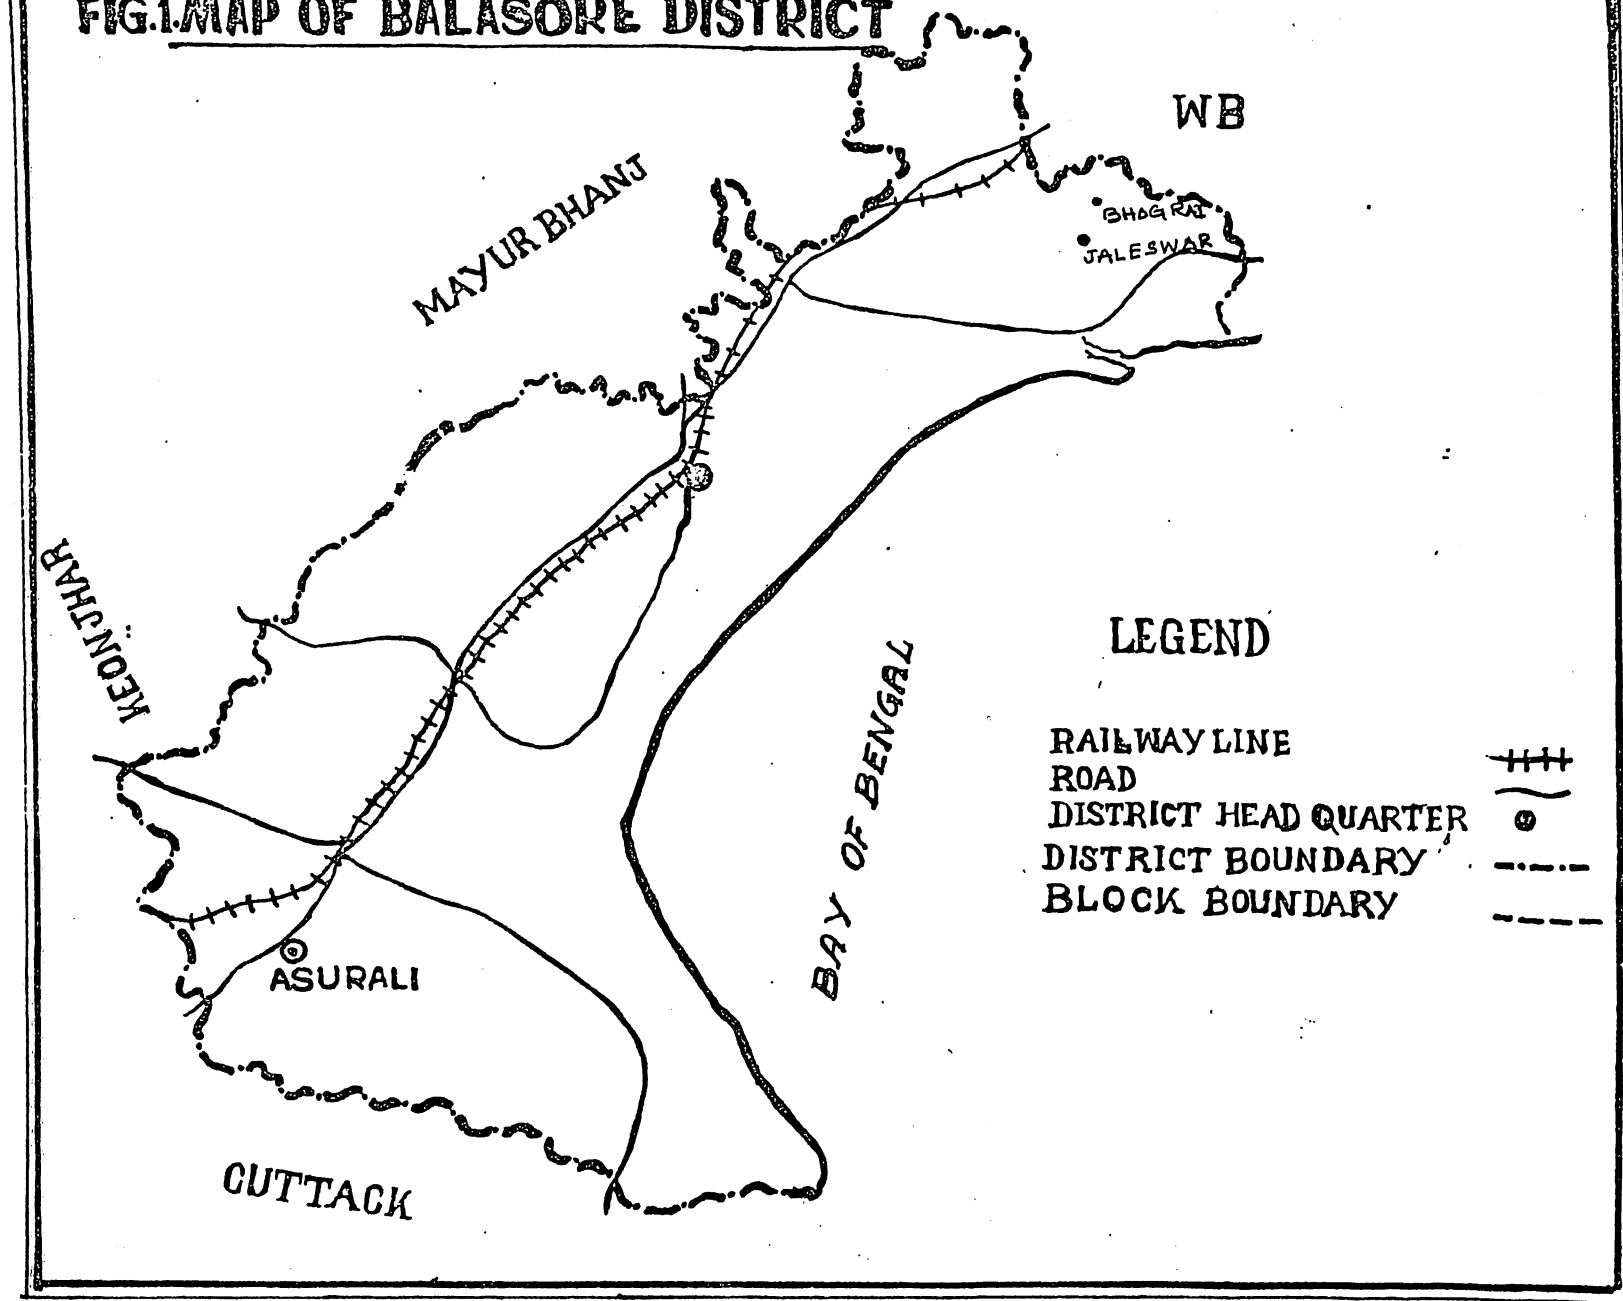 FIG.1.MAP OF BALASORE DISTRICT
WB
MAYUR BHANJ
BHOGRAI
JALESWAR
KEONJHAR
LEGEND
RAILWAY LINE
ROAD
DISTRICT HEAD QUARTER
DISTRICT BOUNDARY
BLOCK BOUNDARY
BAY OF BENGAL
ASURALI
CUTTACK